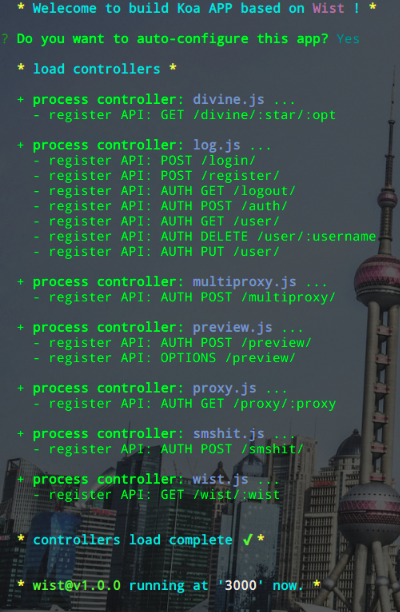 * Welecome to build Koa APP based on Wist ! *
? Do you want to auto-configure this app? Yes
* load controllers *
+ process controller: divine.js ...
- register API: GET /divine/:star/:opt
+ process controller: log.js ...
- register API: POST /login/
- register API: POST /register/
- register API: AUTH GET /logout/
- register API: AUTH POST /auth/
- register API: AUTH GET /user/
- register API: AUTH DELETE /user/:username
- register API: AUTH PUT /user/
+ process controller: multiproxy.js ...
- register API: AUTH POST /multiproxy/
+ process controller: preview.js ...
- register API: AUTH POST /preview/
- register API: OPTIONS /preview/
+ process controller: proxy.js ...
- register API: AUTH GET /proxy/:proxy
+ process controller: smshit.js ...
- register API: AUTH POST /smshit/
+ process controller: wist.js ...
- register API: GET /wist/:wist
* controllers load complete ✓*
* wist@v1.0.0 running at '3000' now. *